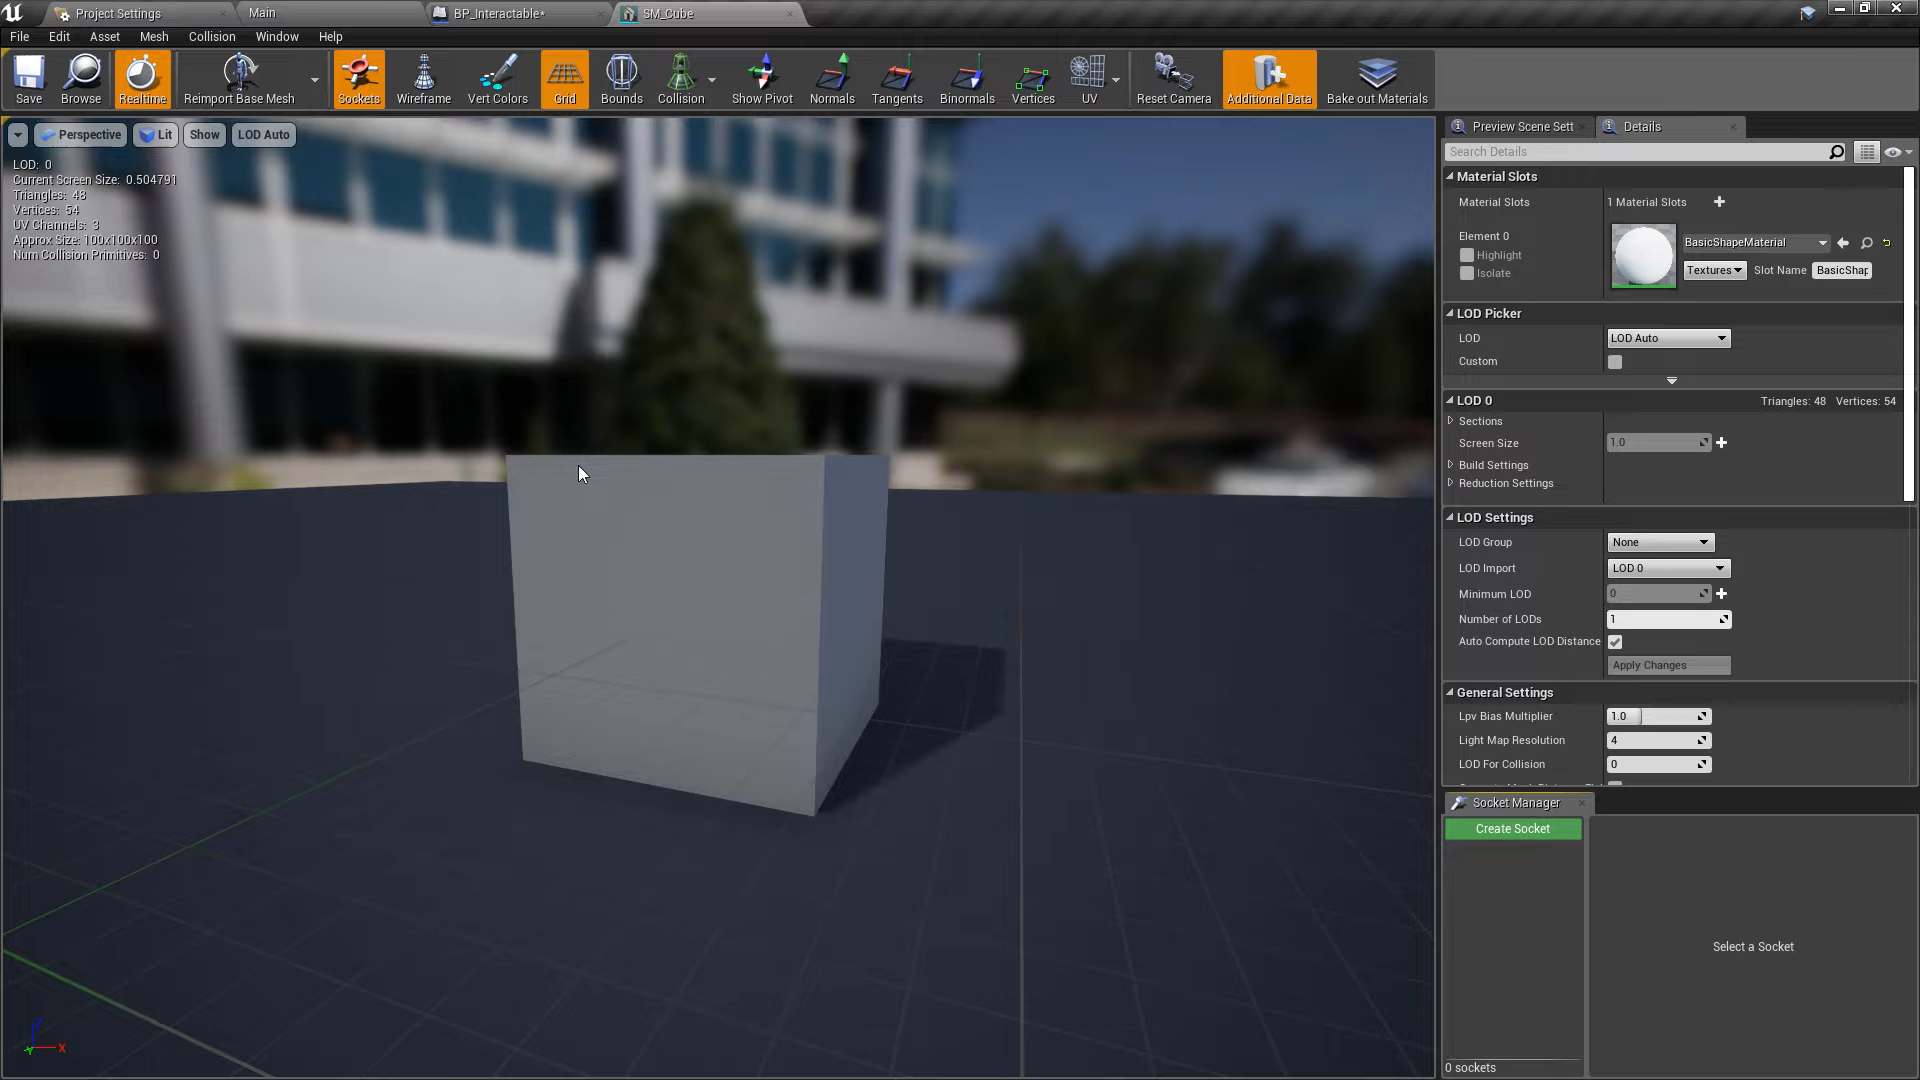 Project Settings
Main
BP_Interactable*
SM_Cube
File Edit Asset Mesh Collision Window Help
Save
Browse
Realtime
Reimport Base Mesh
Sockets
Wireframe
Vert Colors
Grid
Bounds
Collision
Show Pivot
Normals
Tangents
Binormals
Vertices
UV
Reset Camera
Additional Data
Bake out Materials
Perspective
Lit
Show
LOD Auto
LOD: 0
Current Screen Size: 0.504791
Triangles: 48
Vertices: 54
UV Channels: 3
Approx Size: 100x100x100
Num Collision Primitives: 0
Preview Scene Sett
Details
Search Details
Material Slots
Material Slots
1 Material Slots
Element 0
Highlight
Isolate
BasicShapeMaterial
Textures
Slot Name
BasicShap
LOD Picker
LOD
LOD Auto
Custom
LOD 0
Triangles: 48 Vertices: 54
Sections
Screen Size
1.0
Build Settings
Reduction Settings
LOD Settings
LOD Group
None
LOD Import
LOD 0
Minimum LOD
0
Number of LODs
1
Auto Compute LOD Distance
Apply Changes
General Settings
Lpv Bias Multiplier
1.0
Light Map Resolution
4
LOD For Collision
0
Socket Manager
Create Socket
Select a Socket
0 sockets
Z
Y
X